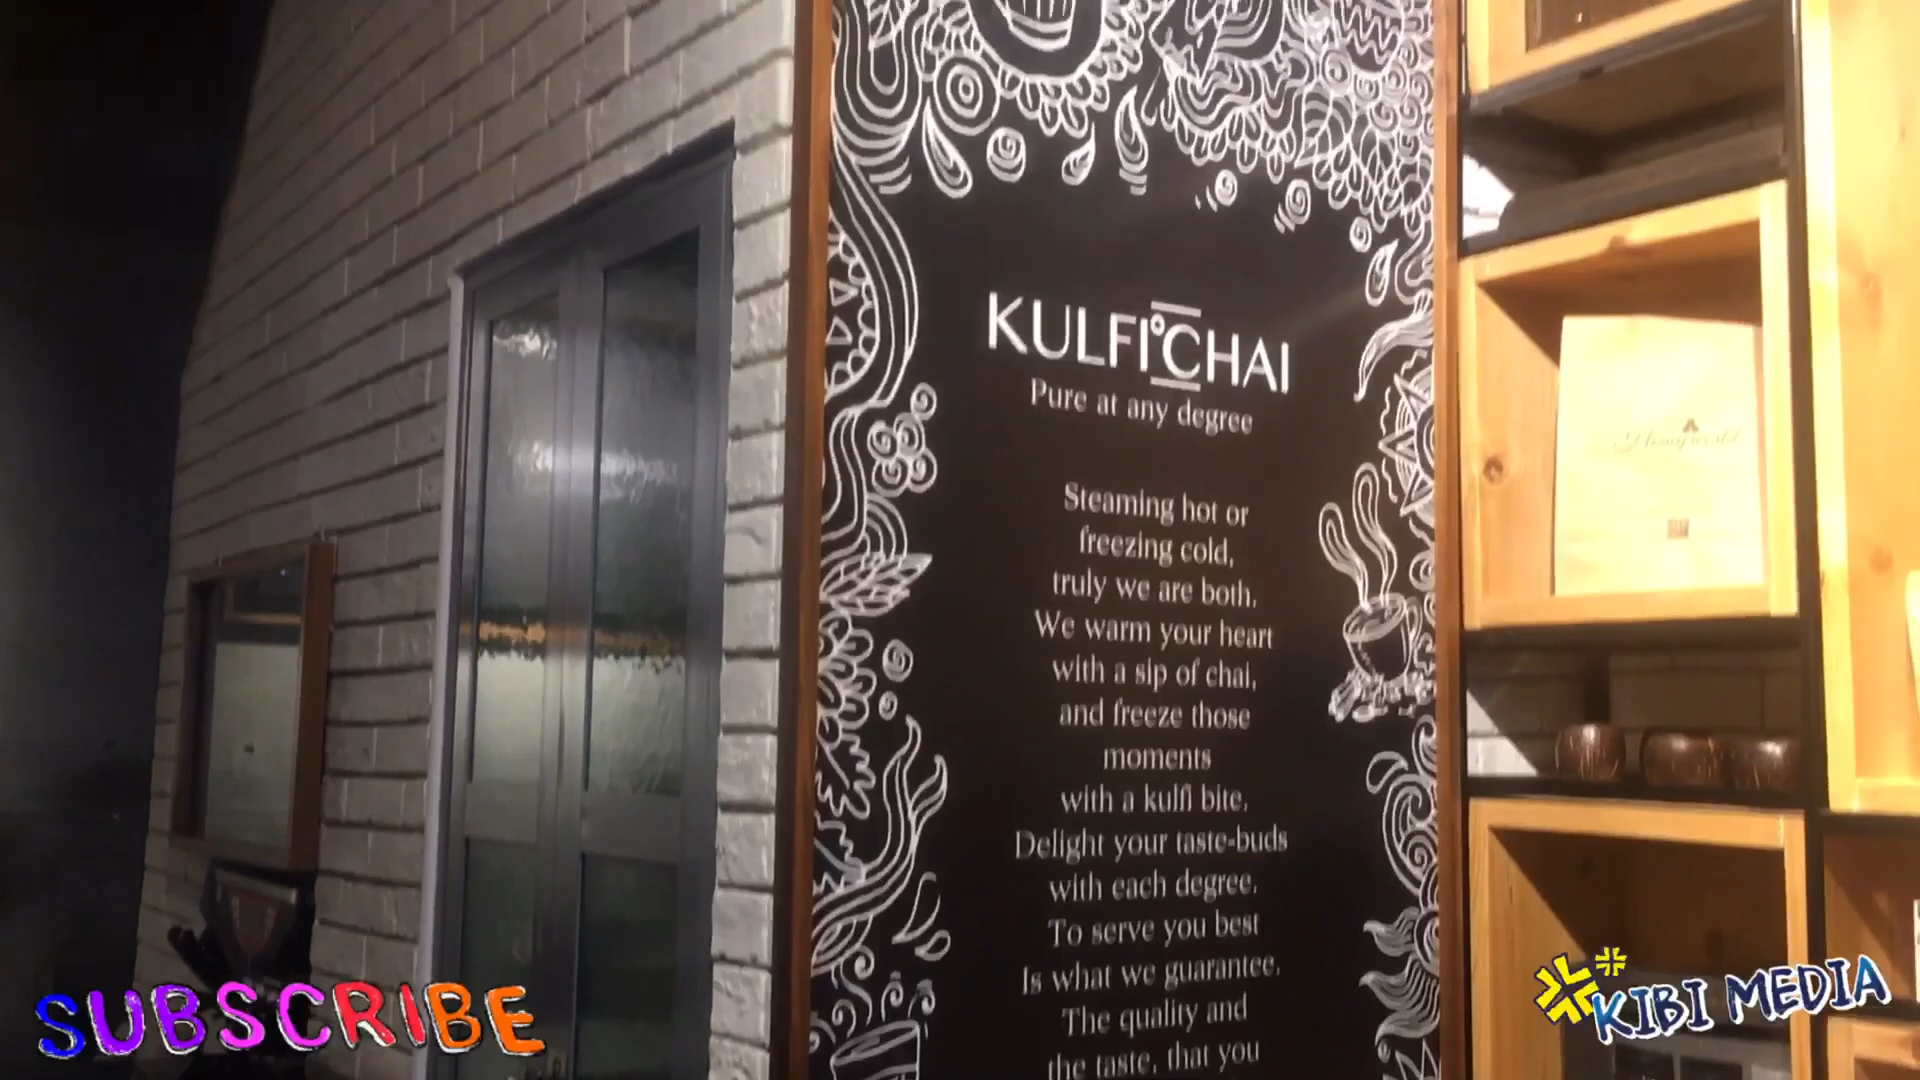 KULFI°CHAI
Pure at any degree
Steaming hot or
freezing cold,
truly we are both.
We warm your heart
with a sip of chai,
and freeze those
moments
with a kulfi bite.
Delight your taste-buds
with each degree.
To serve you best
Is what we guarantee.
The quality and
the taste, that you
SUBSCRIBE
KIBI MEDIA